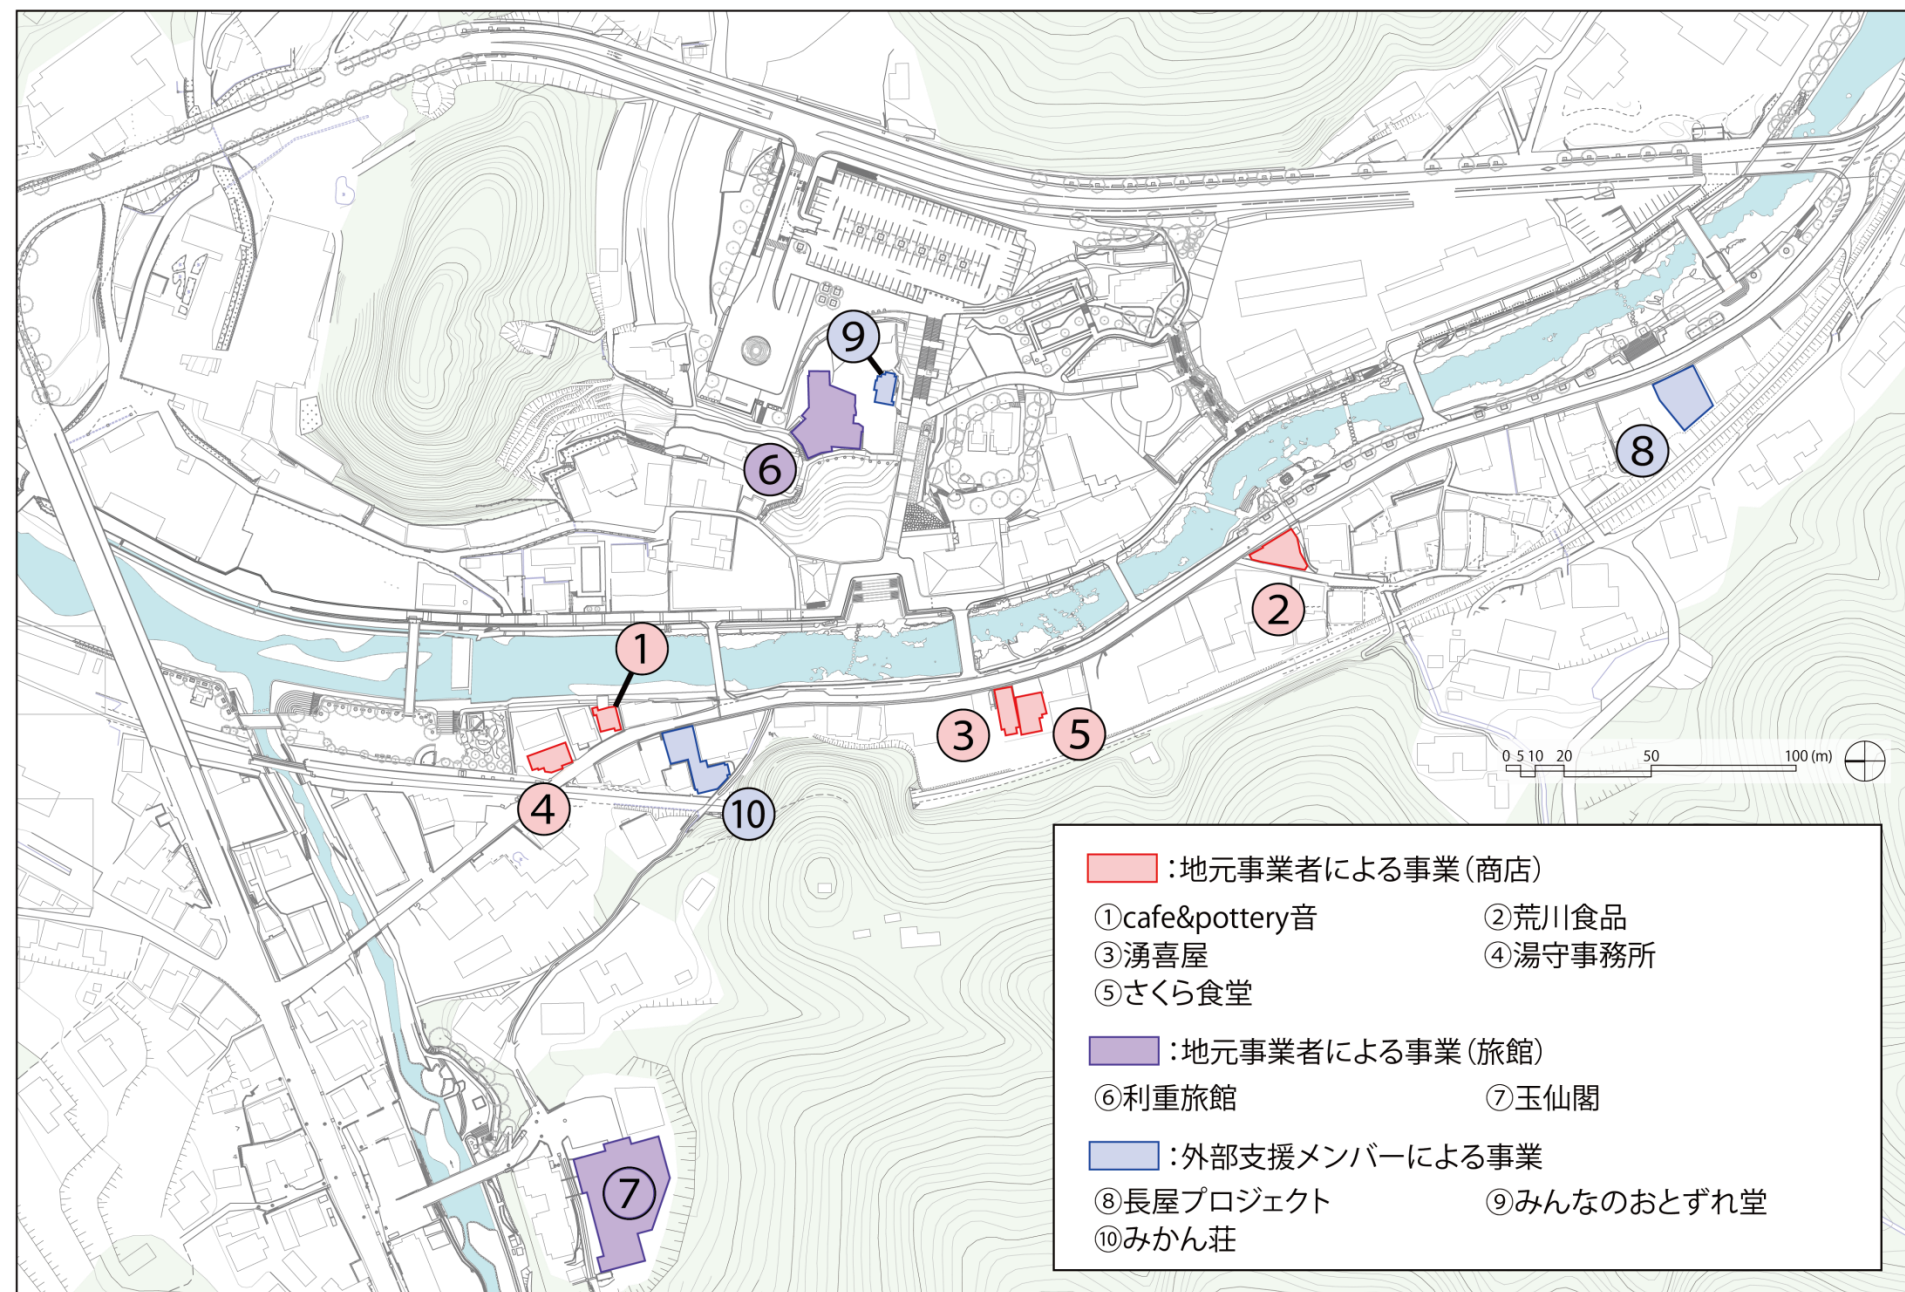 ⑨
⑥
⑧
②
①
③
⑤
④
⑩
0 5 10 20 50 100 (m)
：地元事業者による事業（商店）
①cafe&pottery音 ②荒川食品
③湧喜屋 ④湯守事務所
⑤さくら食堂
：地元事業者による事業（旅館）
⑥利重旅館 ⑦玉仙閣
：外部支援メンバーによる事業
⑧長屋プロジェクト ⑨みんなのおとずれ堂
⑩みかん荘
⑦